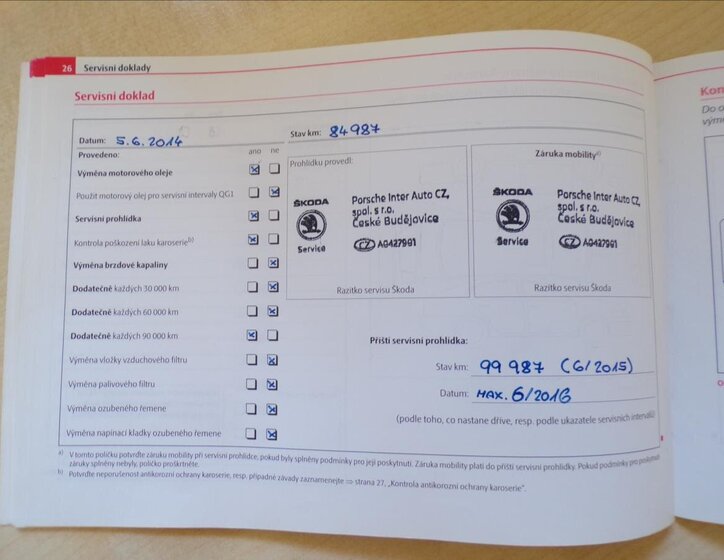 26 Servisní doklady
Servisní doklad
Datum: 5.6.2014
Stav km: 84987
Provedeno: ano ne
Výměna motorového oleje
Použit motorový olej pro servisní intervaly QG1
Servisní prohlídka
Kontrola poškození laku karoserie b)
Výměna brzdové kapaliny
Dodatečně každých 30 000 km
Dodatečně každých 60 000 km
Dodatečně každých 90 000 km
Výměna vložky vzduchového filtru
Výměna palivového filtru
Výměna ozubeného řemene
Výměna napínací kladky ozubeného řemene
Prohlídku provedl:
ŠKODA
Service
Porsche Inter Auto CZ,
spol. s r.o.
České Budějovice
CZ A0427991
Razítko servisu Škoda
Záruka mobility a)
ŠKODA
Service
Porsche Inter Auto CZ,
spol. s r.o.
České Budějovice
CZ A0427991
Razítko servisu Škoda
Příští servisní prohlídka:
Stav km: 99 987 (6/2015)
Datum: MAX. 6/2016
(podle toho, co nastane dříve, resp. podle ukazatele servisních intervalů)
a) V tomto políčku potvrďte záruku mobility při servisní prohlídce, pokud byly splněny podmínky pro její poskytnutí. Záruka mobility platí do příští servisní prohlídky. Pokud podmínky pro poskytnutí
záruky splněny nebyly, políčko proškrtněte.
b) Potvrďte neporušenost antikorozní ochrany karoserie, resp. případné závady zaznamenejte ⇒ strana 27, „Kontrola antikorozní ochrany karoserie“.
Kon
Do o
vým